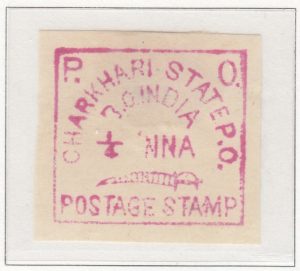 P. O.
CHARKHARI STATE P.O.
B.C.INDIA
¼ ANNA
POSTAGE STAMP